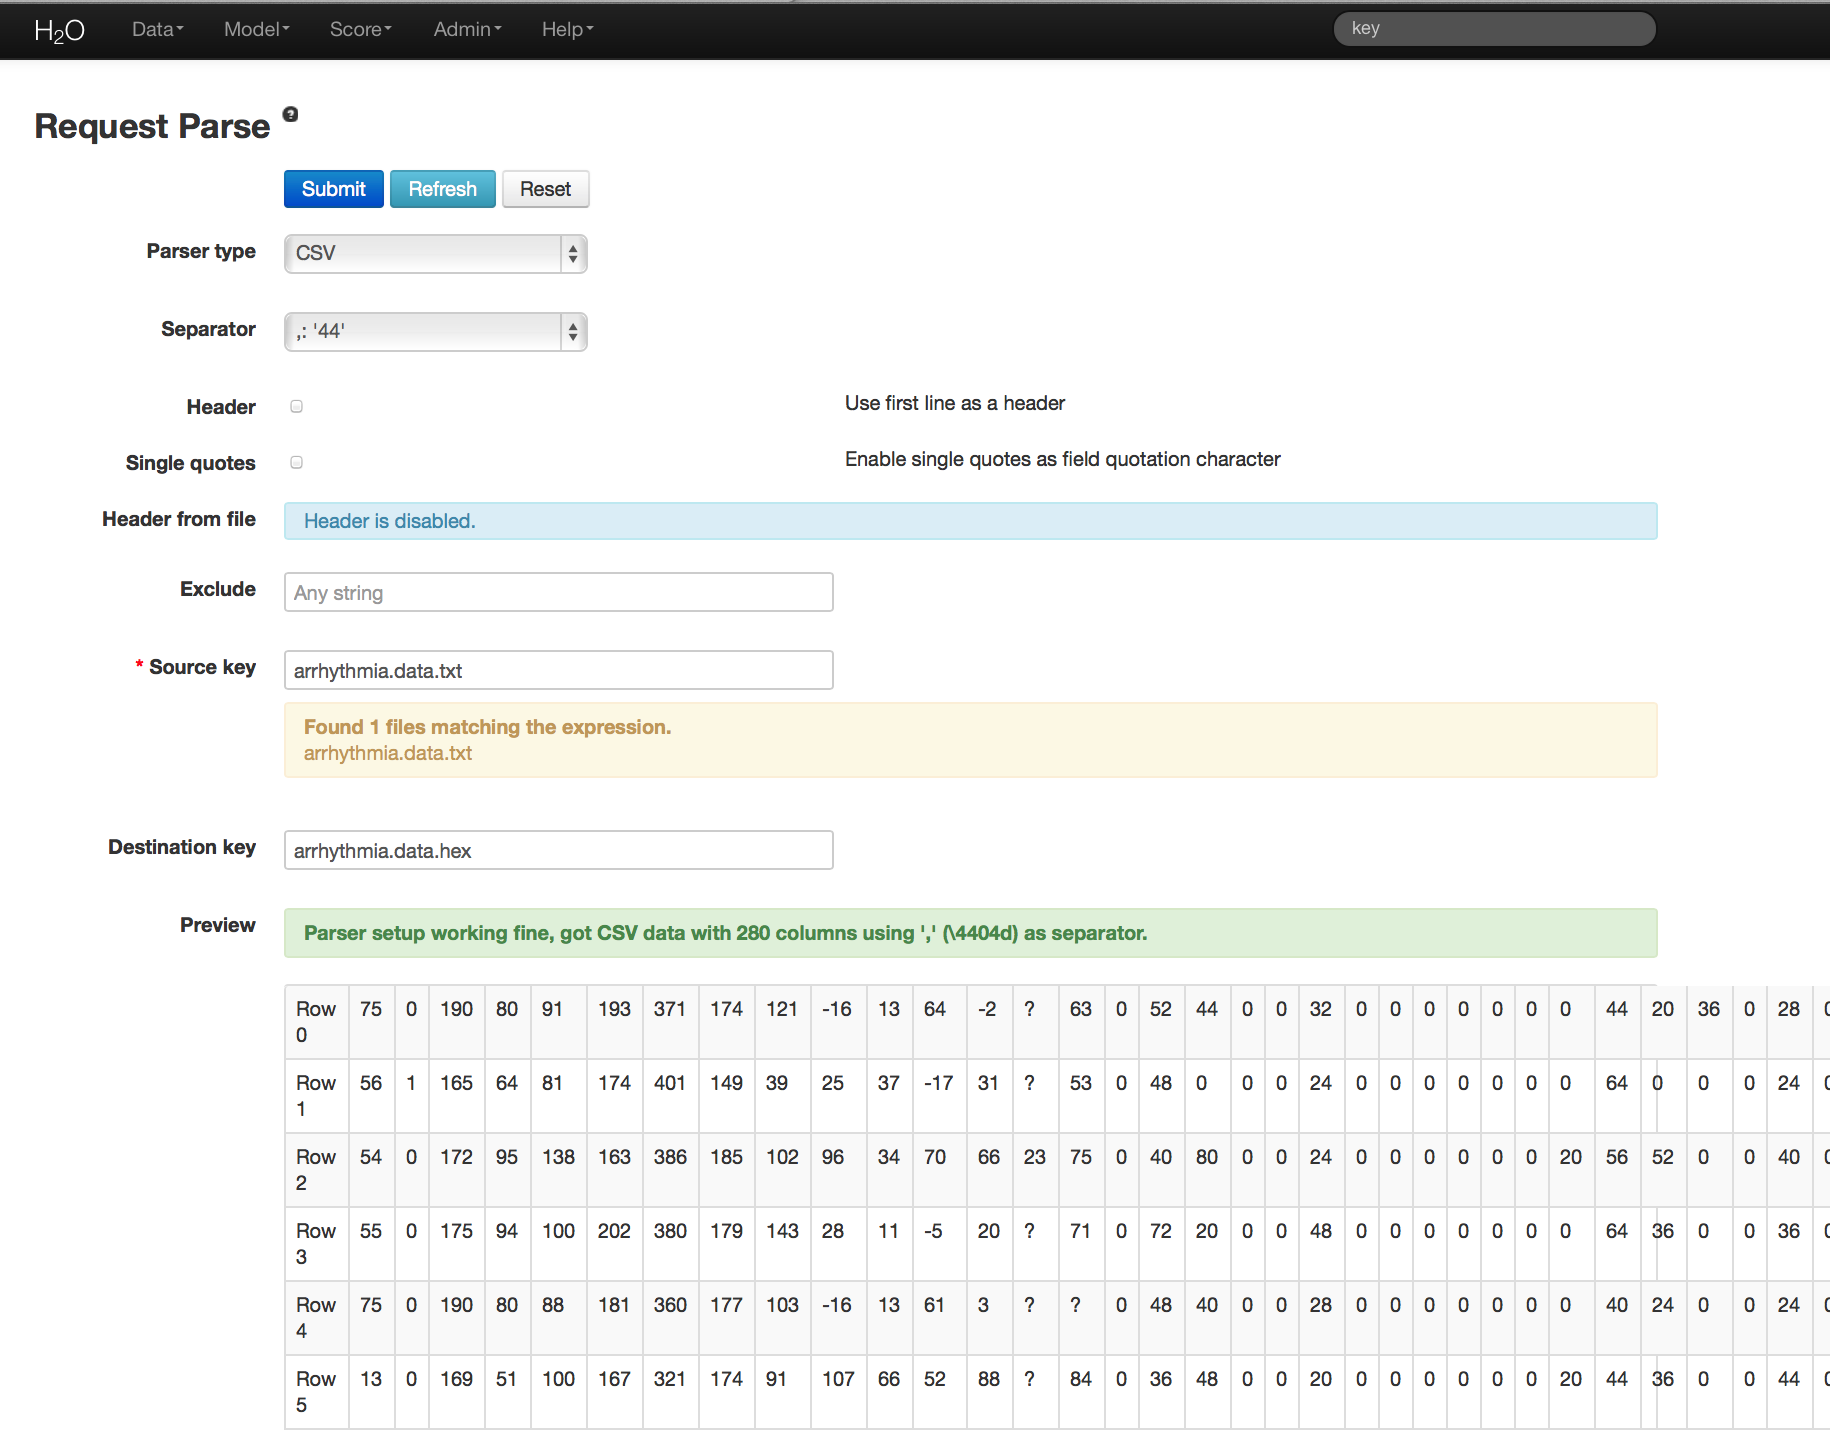 H2O Data Model Score Admin Help key
Request Parse ?
Submit Refresh Reset
Parser type CSV
Separator ,: '44'
Header Use first line as a header
Single quotes Enable single quotes as field quotation character
Header from file Header is disabled.
Exclude Any string
* Source key arrhythmia.data.txt
Found 1 files matching the expression.
arrhythmia.data.txt
Destination key arrhythmia.data.hex
Preview Parser setup working fine, got CSV data with 280 columns using ',' (\4404d) as separator.
Row 0 75 0 190 80 91 193 371 174 121 -16 13 64 -2 ? 63 0 52 44 0 0 32 0 0 0 0 0 0 0 44 20 36 0 28
Row 1 56 1 165 64 81 174 401 149 39 25 37 -17 31 ? 53 0 48 0 0 0 24 0 0 0 0 0 0 0 64 0 0 0 24
Row 2 54 0 172 95 138 163 386 185 102 96 34 70 66 23 75 0 40 80 0 0 24 0 0 0 0 0 0 20 56 52 0 0 40
Row 3 55 0 175 94 100 202 380 179 143 28 11 -5 20 ? 71 0 72 20 0 0 48 0 0 0 0 0 0 0 64 36 0 0 36
Row 4 75 0 190 80 88 181 360 177 103 -16 13 61 3 ? ? 0 48 40 0 0 28 0 0 0 0 0 0 0 40 24 0 0 24
Row 5 13 0 169 51 100 167 321 174 91 107 66 52 88 ? 84 0 36 48 0 0 20 0 0 0 0 0 0 20 44 36 0 0 44